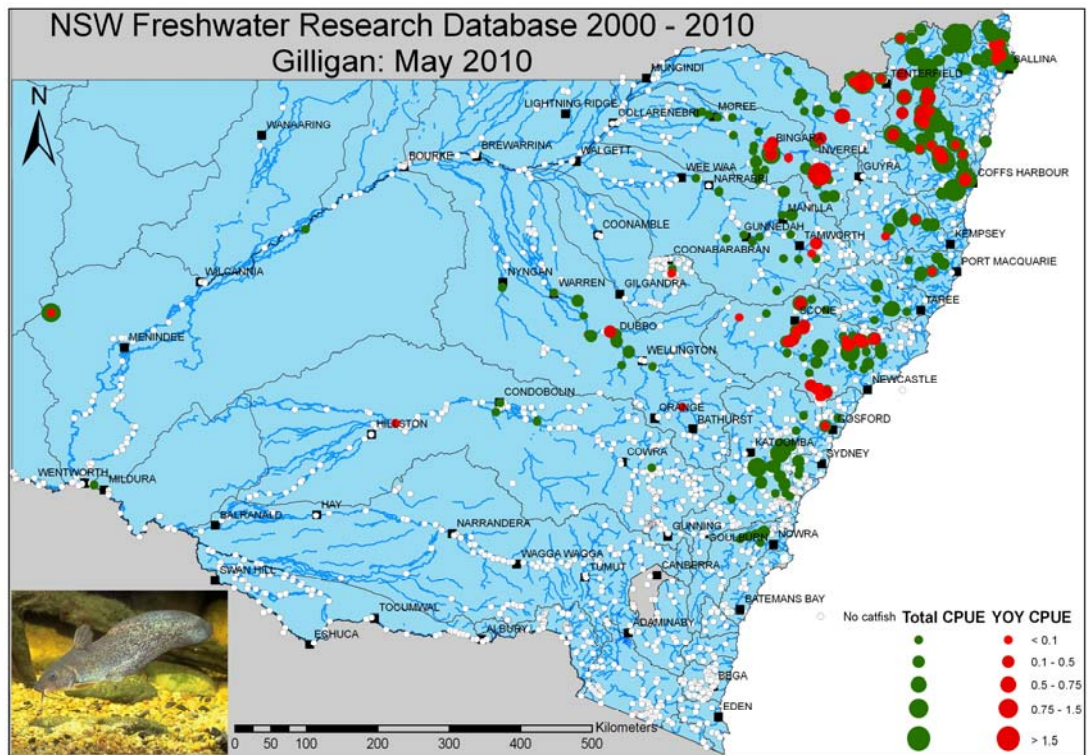 NSW Freshwater Research Database 2000 - 2010
Gilligan: May 2010
N
MUNGINDI
BALLINA
TENTERFIELD
LIGHTNING RIDGE
COLLARENEBRI
MOREE
WANAARING
BINGARA
INVERELL
BOURKE
BREWARRINA
WALGETT
WEE WAA
NARRABRI
GUYRA
COFFS HARBOUR
MANILLA
COONAMBLE
GUNNEDAH
TAMWORTH
KEMPSEY
COONABARABRAN
PORT MACQUARIE
WILCANNIA
NYNGAN
WARREN
GILGANDRA
TAREE
SCONE
DUBBO
MENINDEE
WELLINGTON
NEWCASTLE
CONDOBOLIN
ORANGE
BATHURST
GOSFORD
HILLSTON
KATOOMBA
COWRA
SYDNEY
WENTWORTH
MILDURA
HAY
BALRANALD
NARRANDERA
GUNNING
GOULBURN
NOWRA
WAGGA WAGGA
TUMUT
CANBERRA
SWAN HILL
BATEMANS BAY
TOCUMWAL
ECHUCA
ALBURY
ADAMINABY
BEGA
EDEN
No catfish Total CPUE YOY CPUE
< 0.1
0.1 - 0.5
0.5 - 0.75
0.75 - 1.5
> 1.5
Kilometers
0 50 100 200 300 400 500